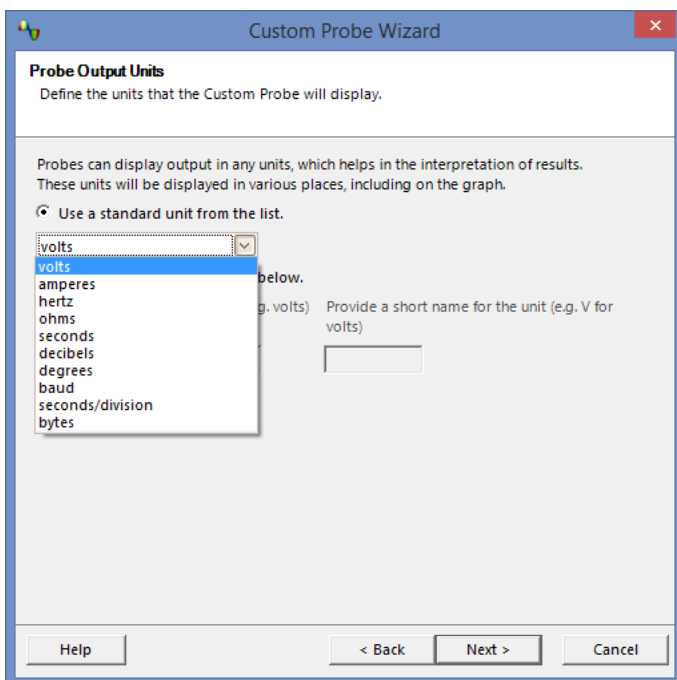 Custom Probe Wizard
Probe Output Units
Define the units that the Custom Probe will display.
Probes can display output in any units, which helps in the interpretation of results.
These units will be displayed in various places, including on the graph.
Use a standard unit from the list.
volts
volts
amperes
hertz
ohms
seconds
decibels
degrees
baud
seconds/division
bytes
below.
volts)
Provide a short name for the unit (e.g. V for
volts)
Help
< Back
Next >
Cancel